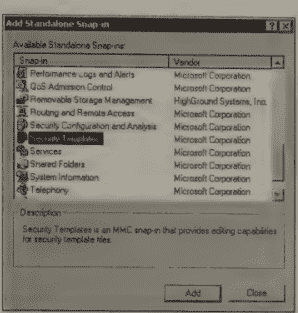 Add Standalone Snap-in
Available Standalone Snap-ins:
Snap-in Vendor
Performance Logs and Alerts Microsoft Corporation
QoS Admission Control Microsoft Corporation
Removable Storage Management HighGround Systems, Inc.
Routing and Remote Access Microsoft Corporation
Security Configuration and Analysis Microsoft Corporation
Security Templates Microsoft Corporation
Services Microsoft Corporation
Shared Folders Microsoft Corporation
System Information Microsoft Corporation
Telephony Microsoft Corporation
Description
Security Templates is an MMC snap-in that provides editing capabilities
for security template files.
Add Close